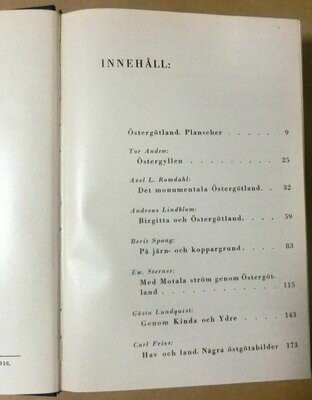 INNEHÅLL:
Östergötland. Planscher . . . . . 9
Tor Andræ:
Östergyllen . . . . . . . . 25
Axel L. Romdahl:
Det monumentala Östergötland. . 32
Andreas Lindblom:
Birgitta och Östergötland. . . . 59
Berit Spong:
På järn- och koppargrund. . . . 83
Ew. Sterner:
Med Motala ström genom Östergöt-
land . . . . . . . . . . 115
Gösta Lundquist:
Genom Kinda och Ydre . . . . 143
Carl Fries:
Hav och land. Några östgötabilder 173